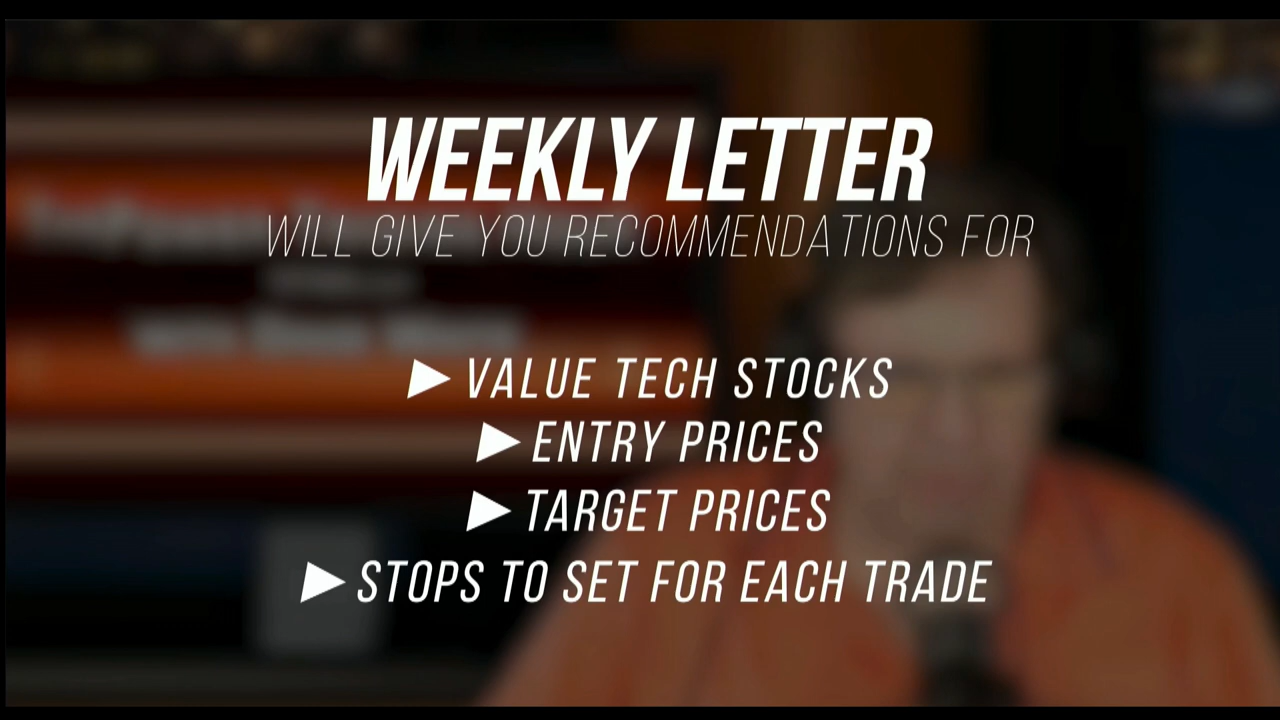 WEEKLY LETTER
WILL GIVE YOU RECOMMENDATIONS FOR
▶ VALUE TECH STOCKS
▶ ENTRY PRICES
▶ TARGET PRICES
▶ STOPS TO SET FOR EACH TRADE